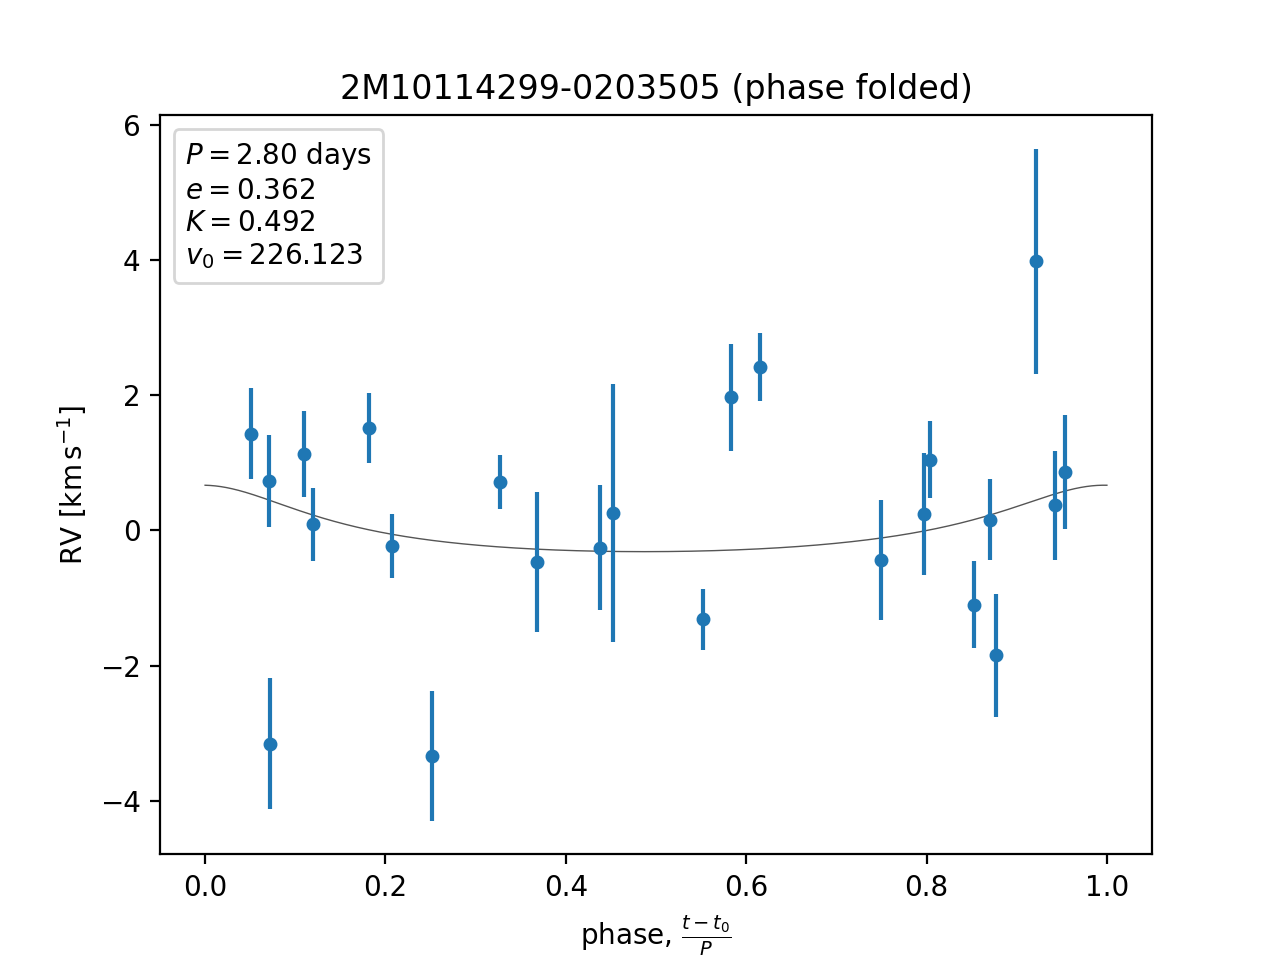 2M10114299-0203505 (phase folded)
P = 2.80 days
e = 0.362
K = 0.492
v₀ = 226.123
6
4
2
0
−2
−4
RV [km s⁻¹]
0.0 0.2 0.4 0.6 0.8 1.0
phase, (t − t₀)/P